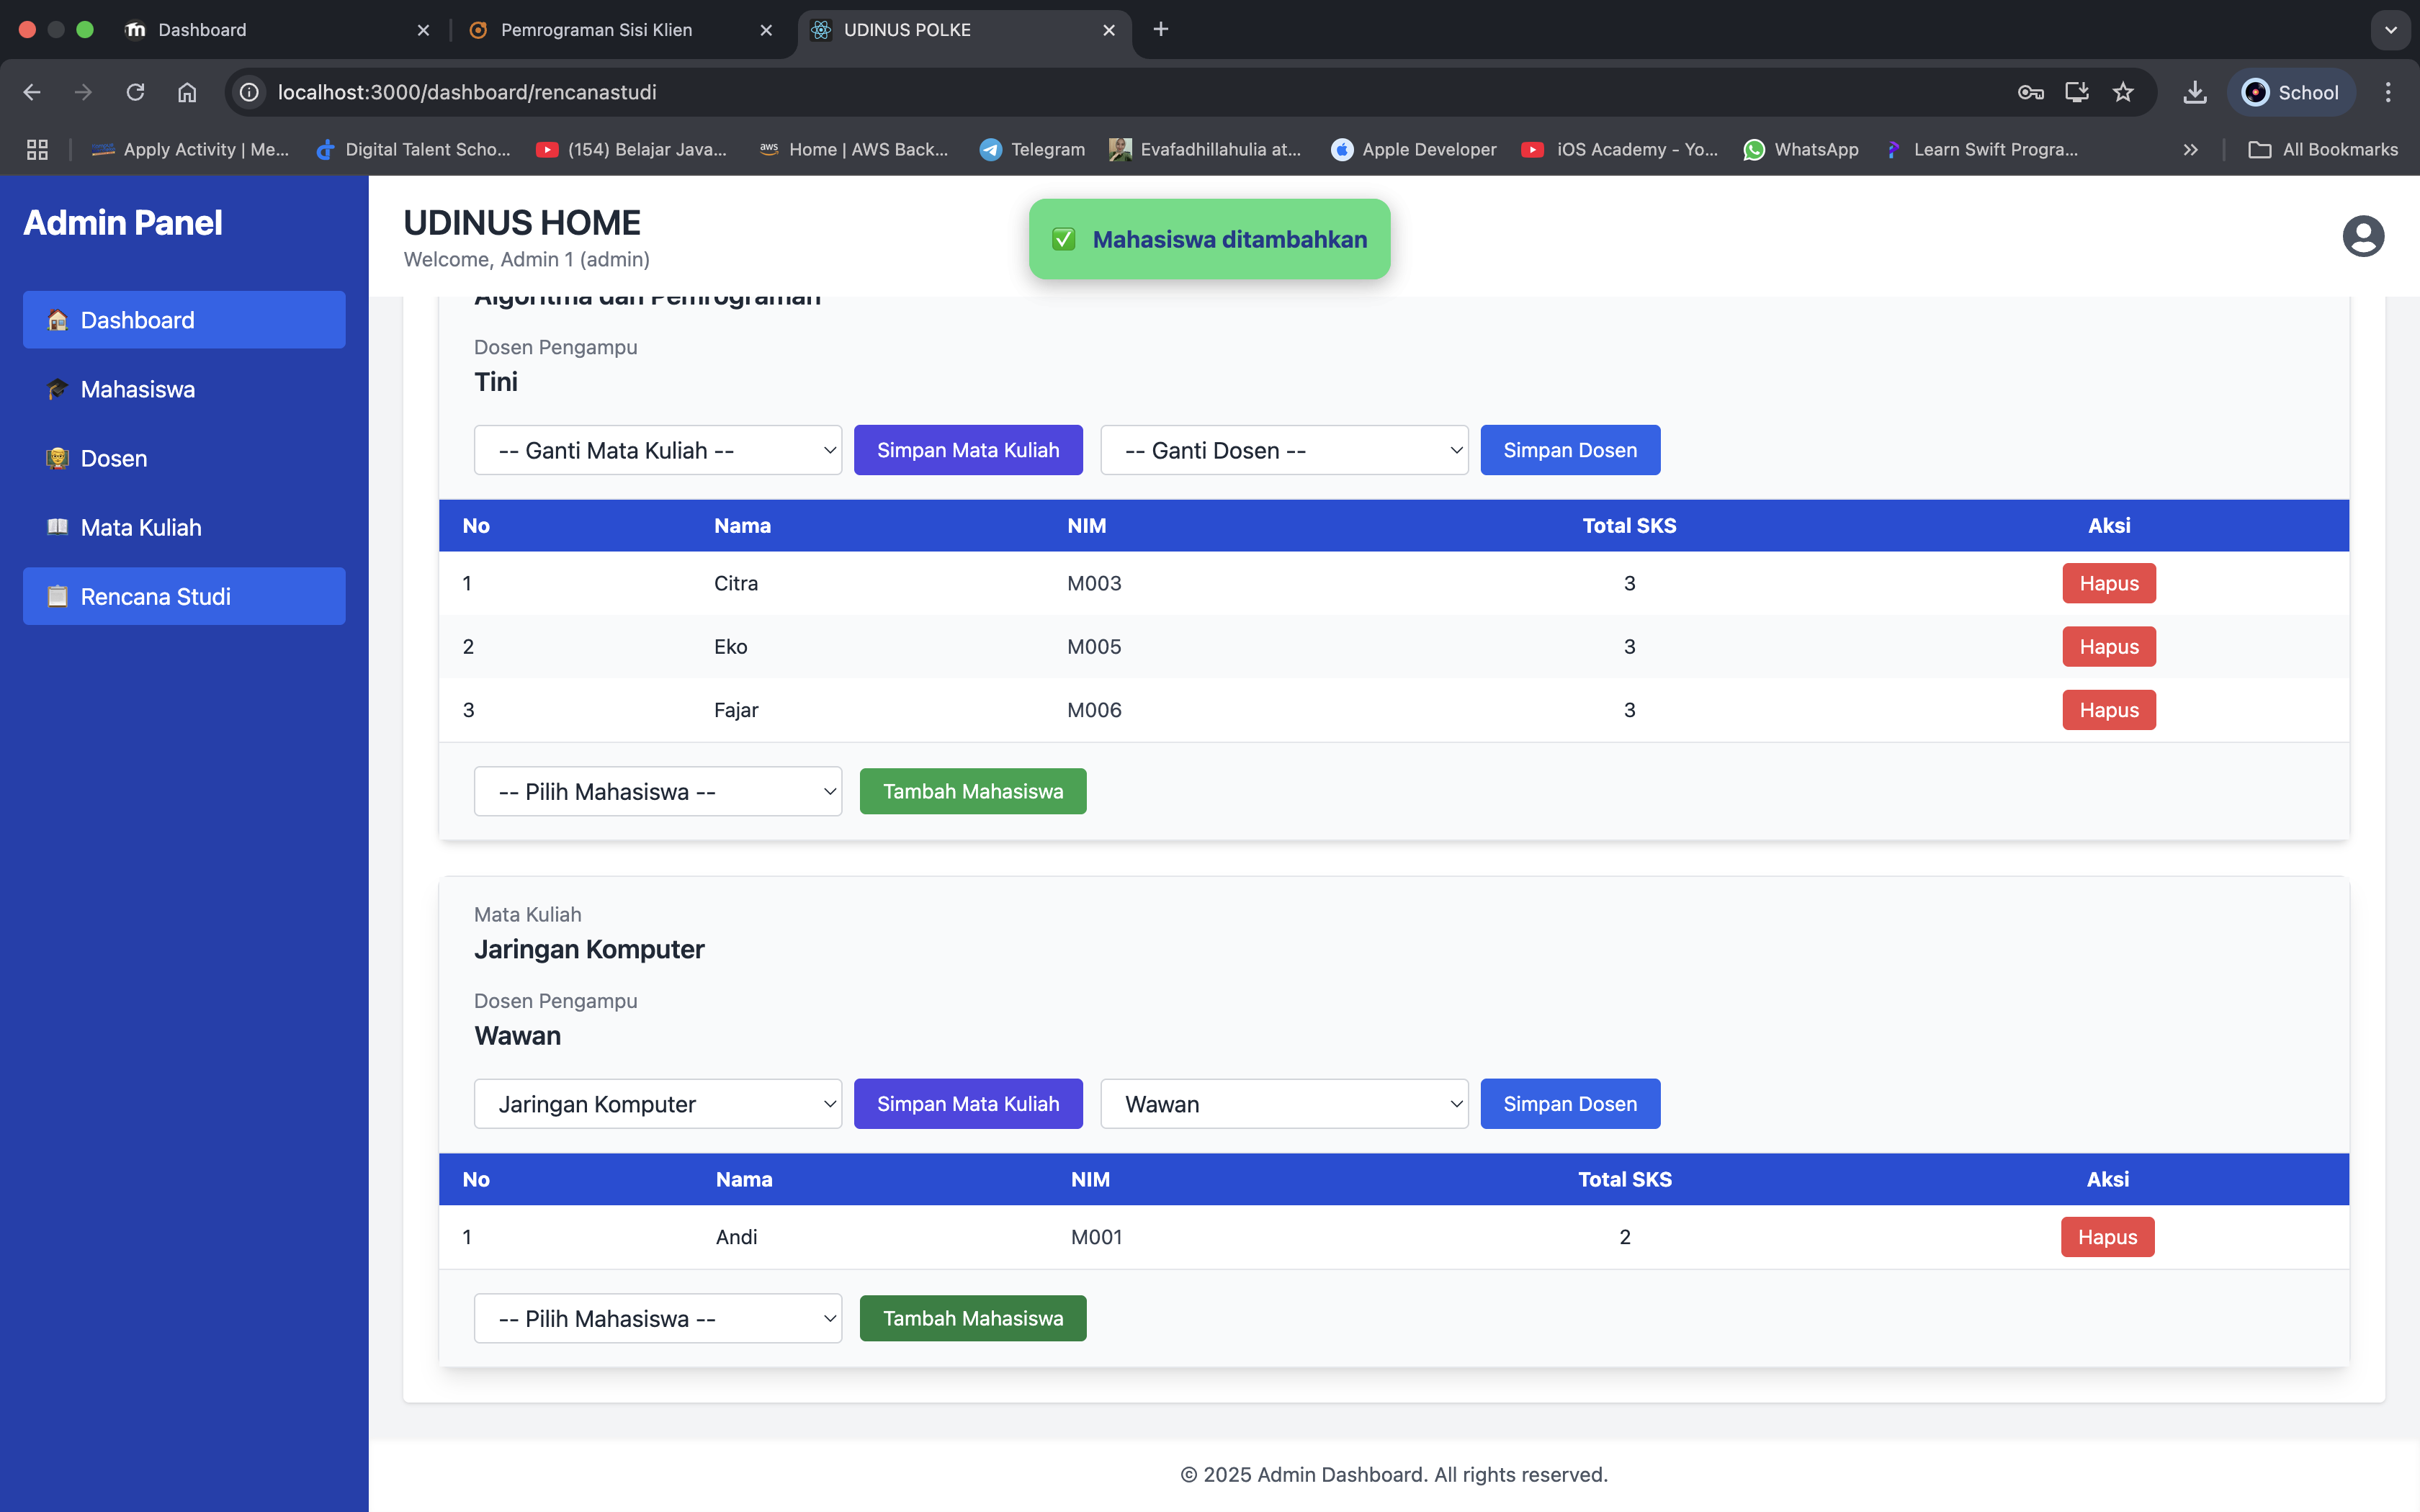 Dashboard
Pemrograman Sisi Klien
UDINUS POLKE
localhost:3000/dashboard/rencanastudi
School
Apply Activity | Me...
Digital Talent Scho...
(154) Belajar Java...
aws
Home | AWS Back...
Telegram
Evafadhillahulia at...
Apple Developer
iOS Academy - Yo...
WhatsApp
Learn Swift Progra...
All Bookmarks
Admin Panel
Dashboard
Mahasiswa
Dosen
Mata Kuliah
Rencana Studi
UDINUS HOME
Welcome, Admin 1 (admin)
✅ Mahasiswa ditambahkan
Algoritma dan Pemrograman
Dosen Pengampu
Tini
-- Ganti Mata Kuliah -- Simpan Mata Kuliah -- Ganti Dosen -- Simpan Dosen
No Nama NIM Total SKS Aksi
1 Citra M003 3 Hapus
2 Eko M005 3 Hapus
3 Fajar M006 3 Hapus
-- Pilih Mahasiswa -- Tambah Mahasiswa
Mata Kuliah
Jaringan Komputer
Dosen Pengampu
Wawan
Jaringan Komputer Simpan Mata Kuliah Wawan Simpan Dosen
No Nama NIM Total SKS Aksi
1 Andi M001 2 Hapus
-- Pilih Mahasiswa -- Tambah Mahasiswa
© 2025 Admin Dashboard. All rights reserved.